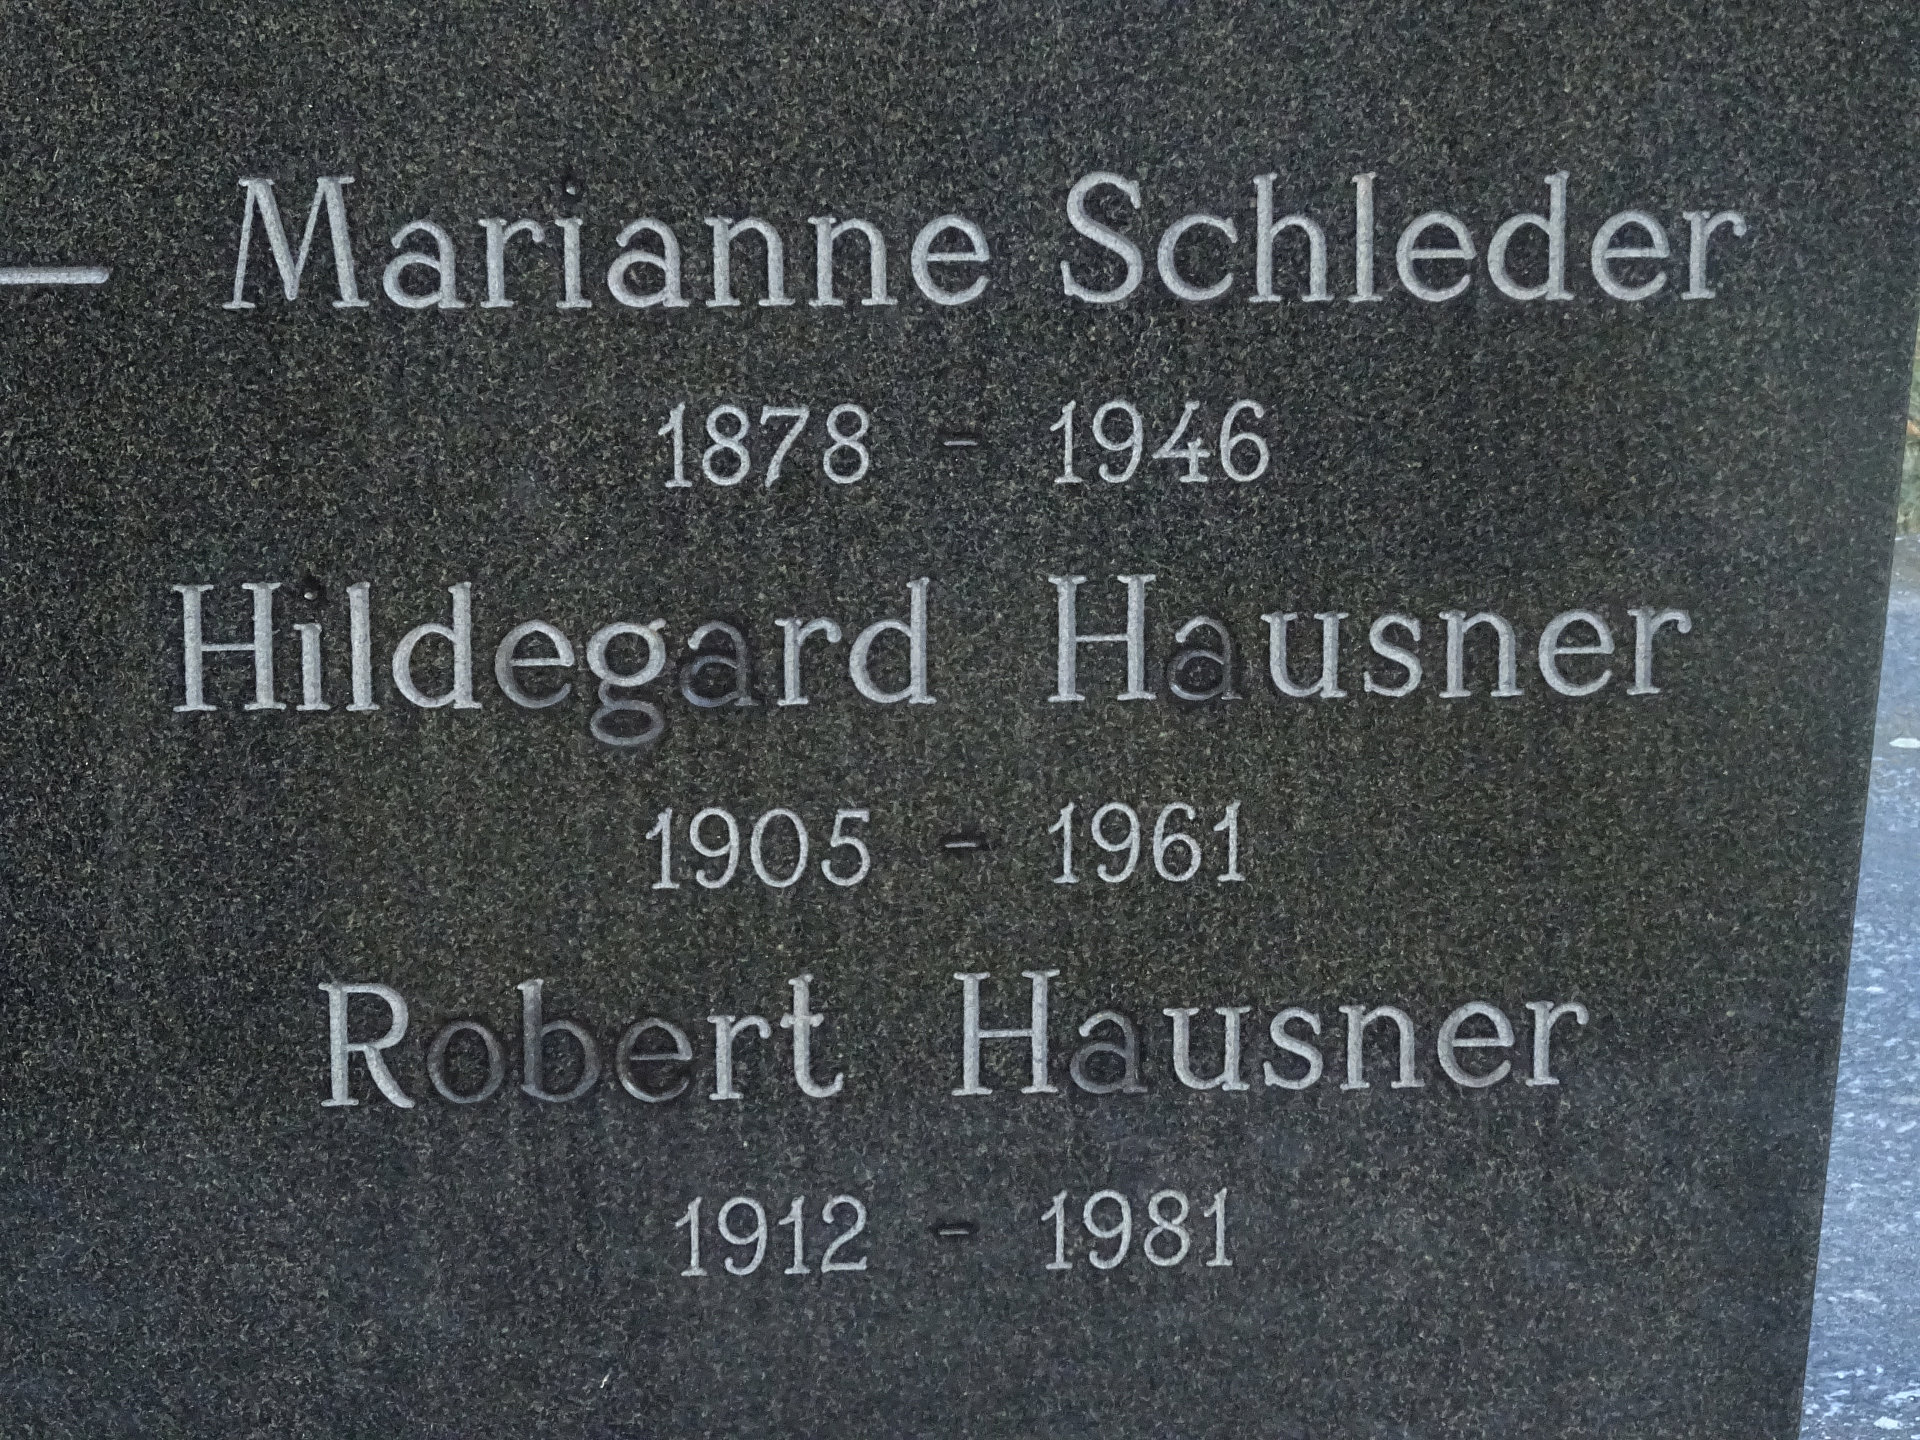 Marianne Schleder
1878 - 1946
Hildegard Hausner
1905 - 1961
Robert Hausner
1912 - 1981